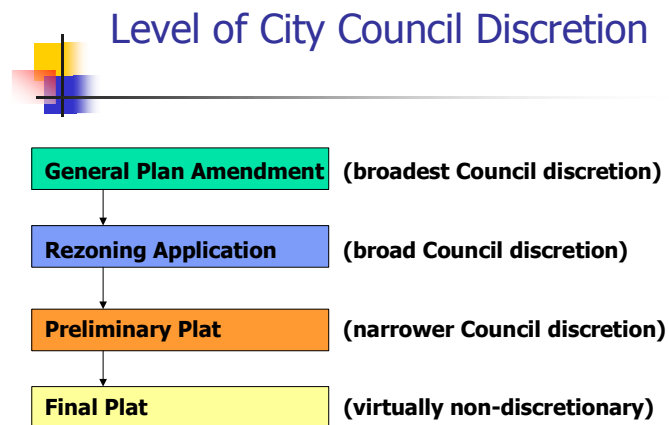 Level of City Council Discretion
General Plan Amendment (broadest Council discretion)
Rezoning Application (broad Council discretion)
Preliminary Plat (narrower Council discretion)
Final Plat (virtually non-discretionary)